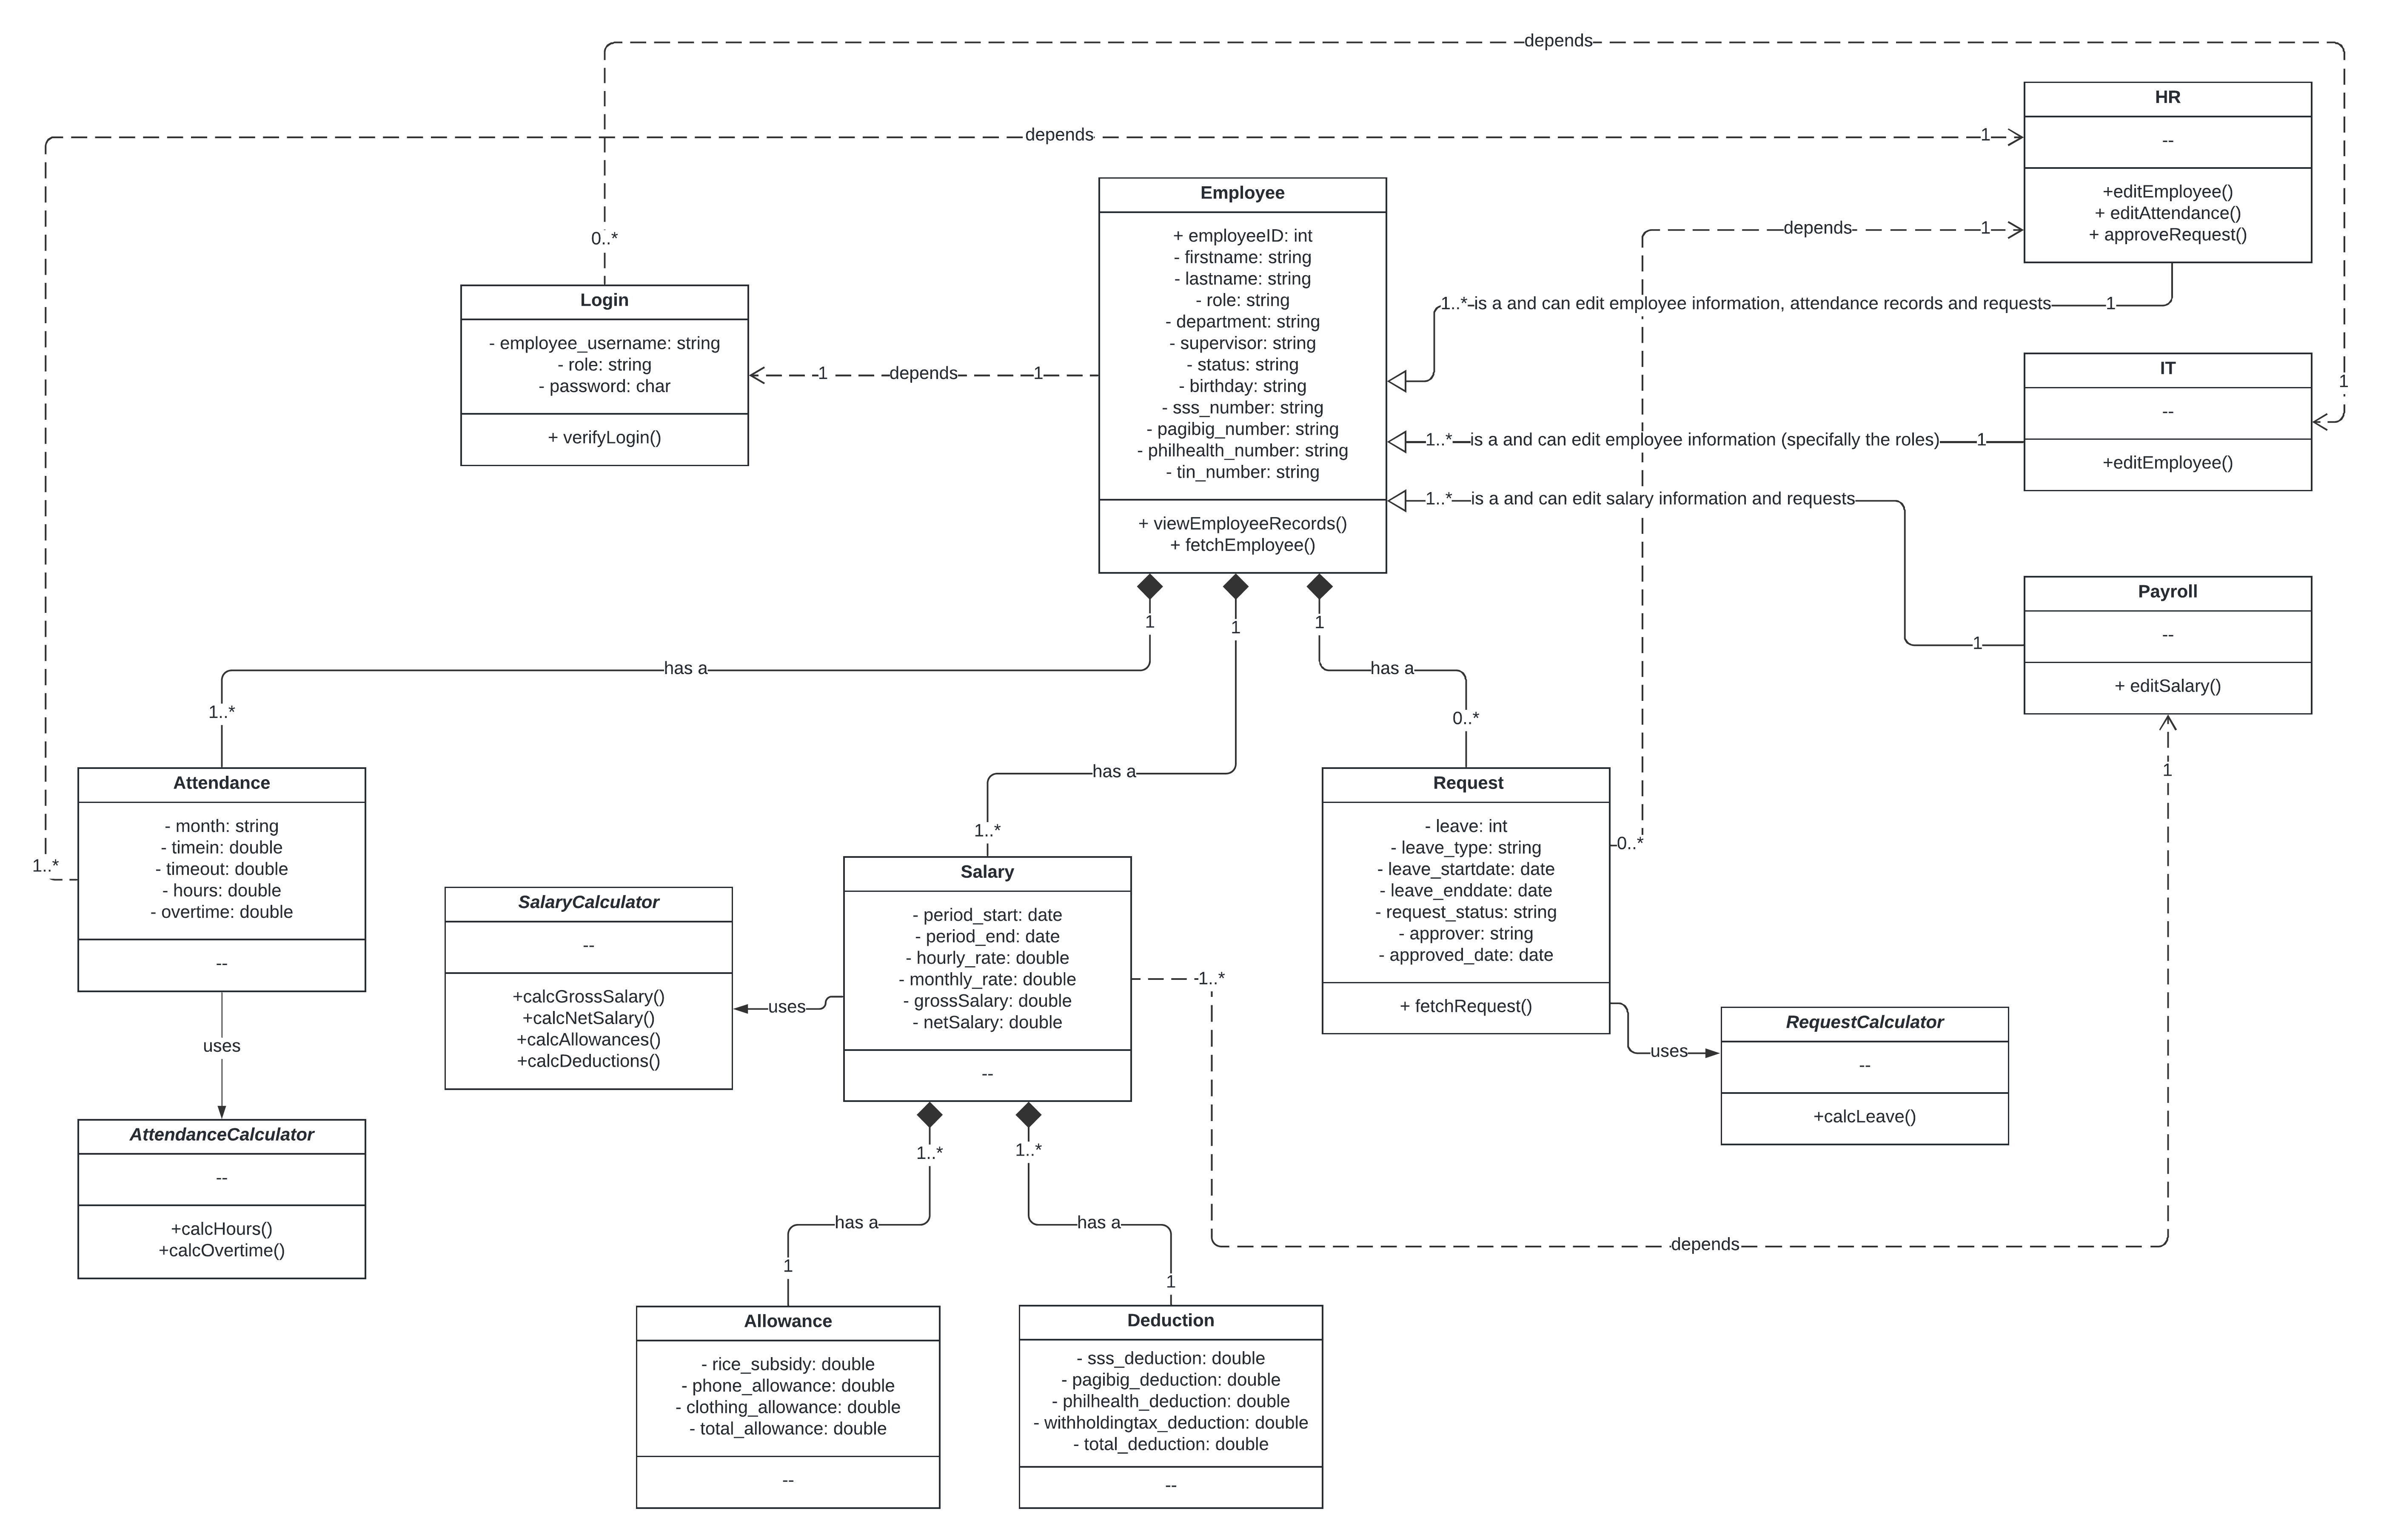 depends
HR
--
+editEmployee()
+ editAttendance()
+ approveRequest()
depends
1
Employee
+ employeeID: int
- firstname: string
- lastname: string
- role: string
- department: string
- supervisor: string
- status: string
- birthday: string
- sss_number: string
- pagibig_number: string
- philhealth_number: string
- tin_number: string
+ viewEmployeeRecords()
+ fetchEmployee()
depends
1
0..*
Login
- employee_username: string
- role: string
- password: char
+ verifyLogin()
1
depends
1
1..*
is a and can edit employee information, attendance records and requests
1
IT
--
+editEmployee()
1
1..*
is a and can edit employee information (specifally the roles)
1
1..*
is a and can edit salary information and requests
Payroll
--
+ editSalary()
1
1
1
1
has a
has a
has a
1..*
0..*
1..*
1
Attendance
- month: string
- timein: double
- timeout: double
- hours: double
- overtime: double
--
1..*
Request
- leave: int
- leave_type: string
- leave_startdate: date
- leave_enddate: date
- request_status: string
- approver: string
- approved_date: date
+ fetchRequest()
0..*
Salary
- period_start: date
- period_end: date
- hourly_rate: double
- monthly_rate: double
- grossSalary: double
- netSalary: double
--
1..*
SalaryCalculator
--
+calcGrossSalary()
+calcNetSalary()
+calcAllowances()
+calcDeductions()
uses
uses
uses
RequestCalculator
--
+calcLeave()
AttendanceCalculator
--
+calcHours()
+calcOvertime()
1..*
1..*
has a
has a
depends
1
1
Allowance
- rice_subsidy: double
- phone_allowance: double
- clothing_allowance: double
- total_allowance: double
--
Deduction
- sss_deduction: double
- pagibig_deduction: double
- philhealth_deduction: double
- withholdingtax_deduction: double
- total_deduction: double
--